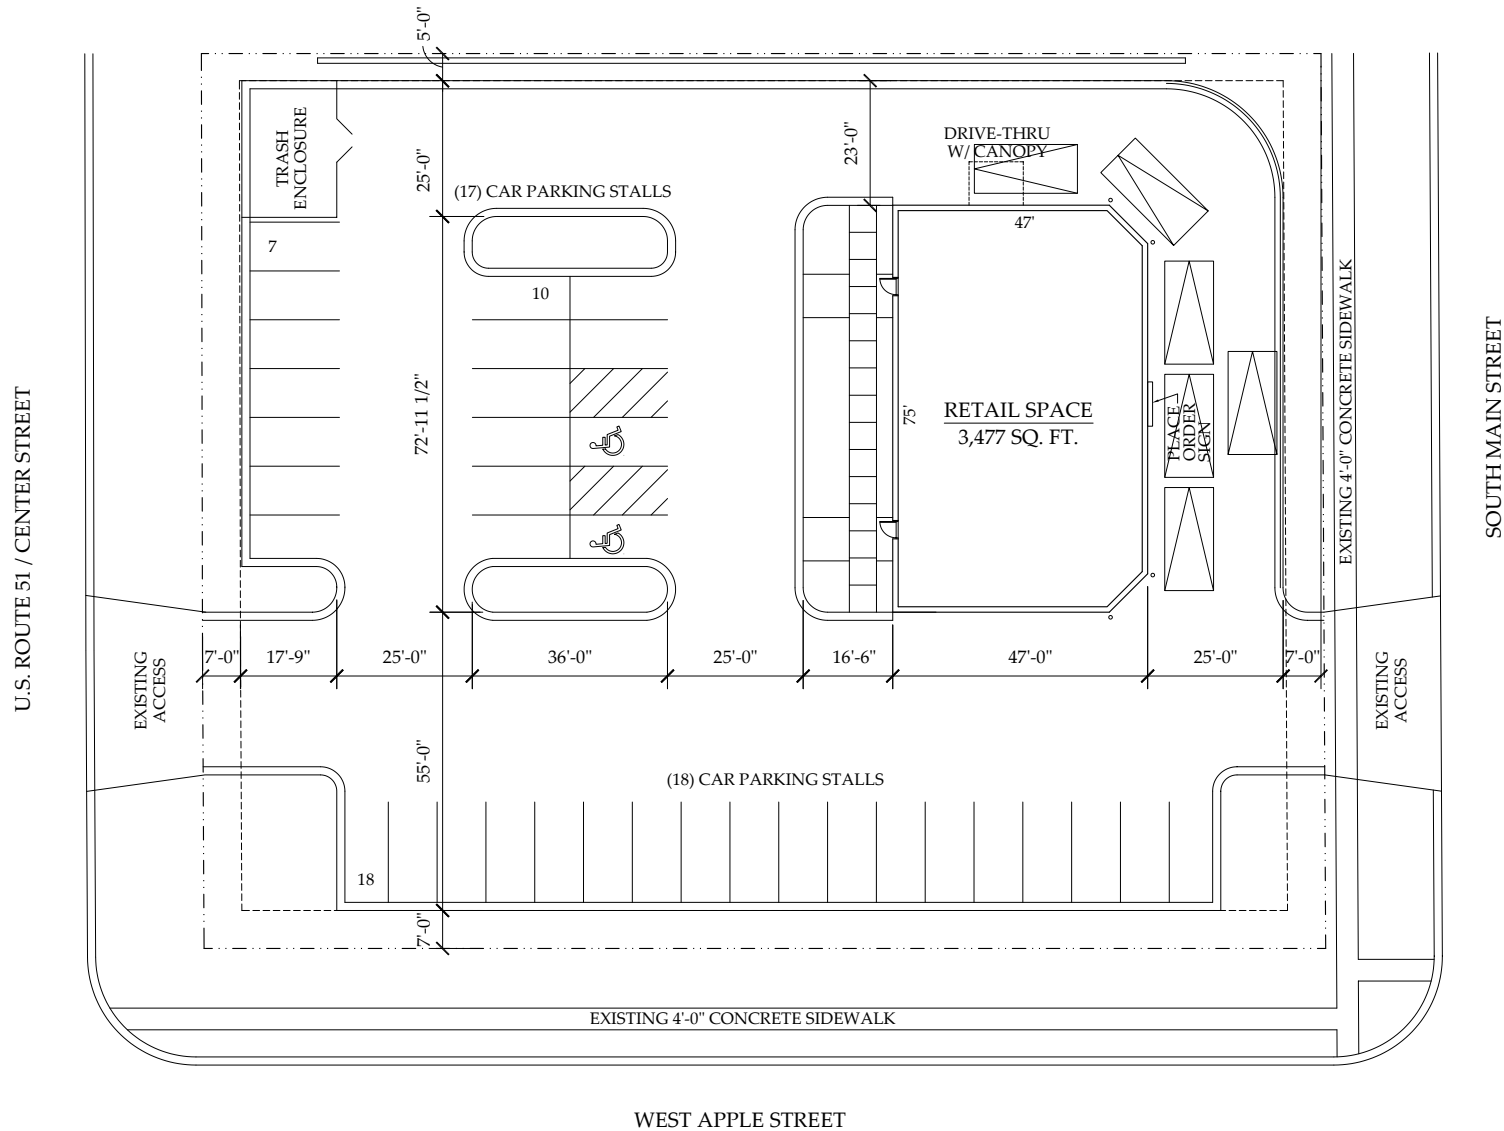 5'-0"
TRASH
ENCLOSURE
25'-0"
(17) CAR PARKING STALLS
23'-0"
DRIVE-THRU
W/ CANOPY
47'
7
10
72'-11 1/2"
75'
RETAIL SPACE
3,477 SQ. FT.
PLACE
ORDER
SIGN
EXISTING 4'-0" CONCRETE SIDEWALK
U.S. ROUTE 51 / CENTER STREET
SOUTH MAIN STREET
EXISTING
ACCESS
7'-0"
17'-9"
25'-0"
36'-0"
25'-0"
16'-6"
47'-0"
25'-0"
7'-0"
EXISTING
ACCESS
55'-0"
(18) CAR PARKING STALLS
18
7'-0"
EXISTING 4'-0" CONCRETE SIDEWALK
WEST APPLE STREET